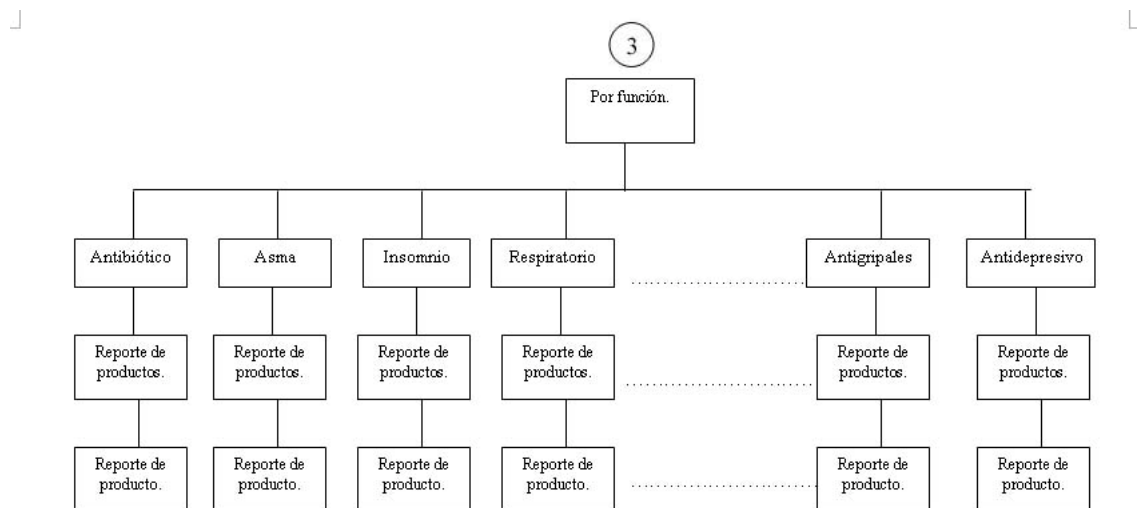 3
Por función.
Antibiótico
Asma
Insomnio
Respiratorio
Antigripales
Antidepresivo
Reporte de
productos.
Reporte de
productos.
Reporte de
productos.
Reporte de
productos.
Reporte de
productos.
Reporte de
productos.
Reporte de
producto.
Reporte de
producto.
Reporte de
producto.
Reporte de
producto.
Reporte de
producto.
Reporte de
producto.